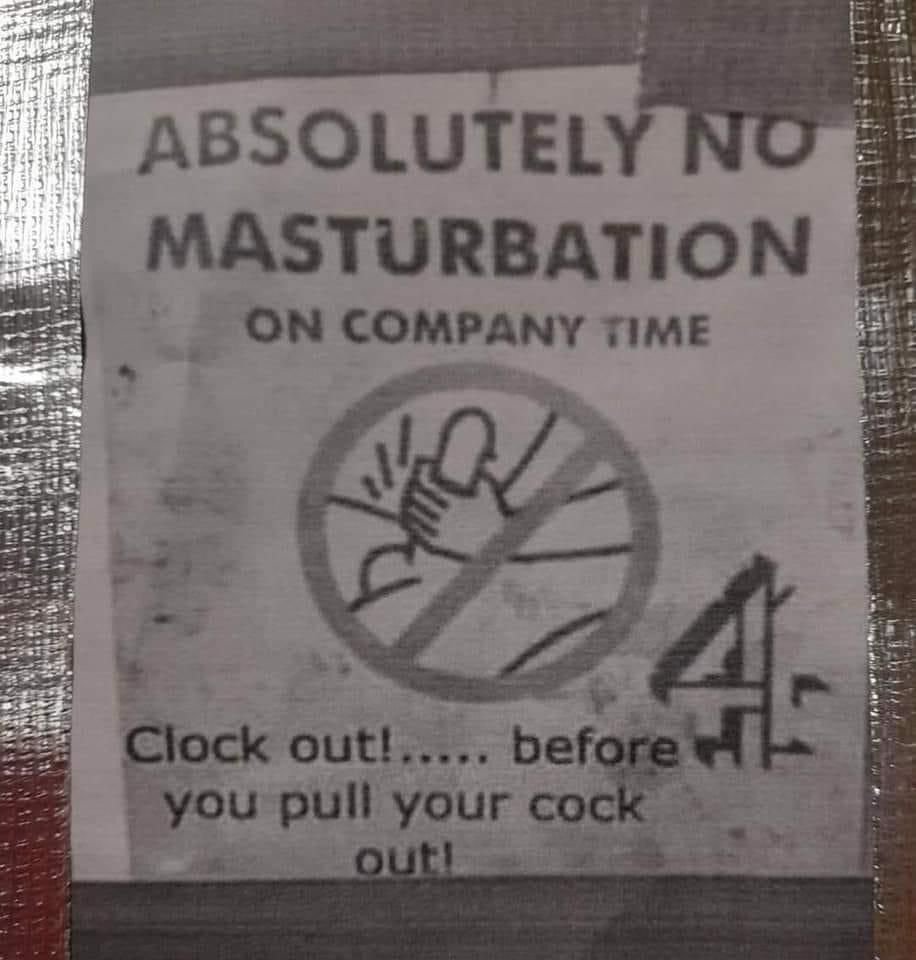 ABSOLUTELY NO
MASTURBATION
ON COMPANY TIME
Clock out!..... before
you pull your cock
out!